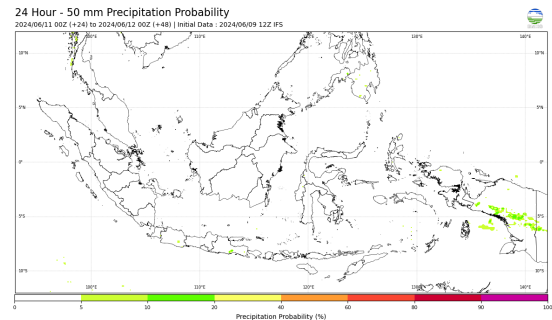 24 Hour - 50 mm Precipitation Probability
2024/06/11 00Z (+24) to 2024/06/12 00Z (+48) | Initial Data : 2024/06/09 12Z IFS
100°E 110°E 120°E 130°E 140°E
10°N 10°N
5°N 5°N
0° 0°
5°S 5°S
10°S 10°S
100°E 110°E 120°E 130°E 140°E
0 5 10 20 40 60 80 90 100
Precipitation Probability (%)